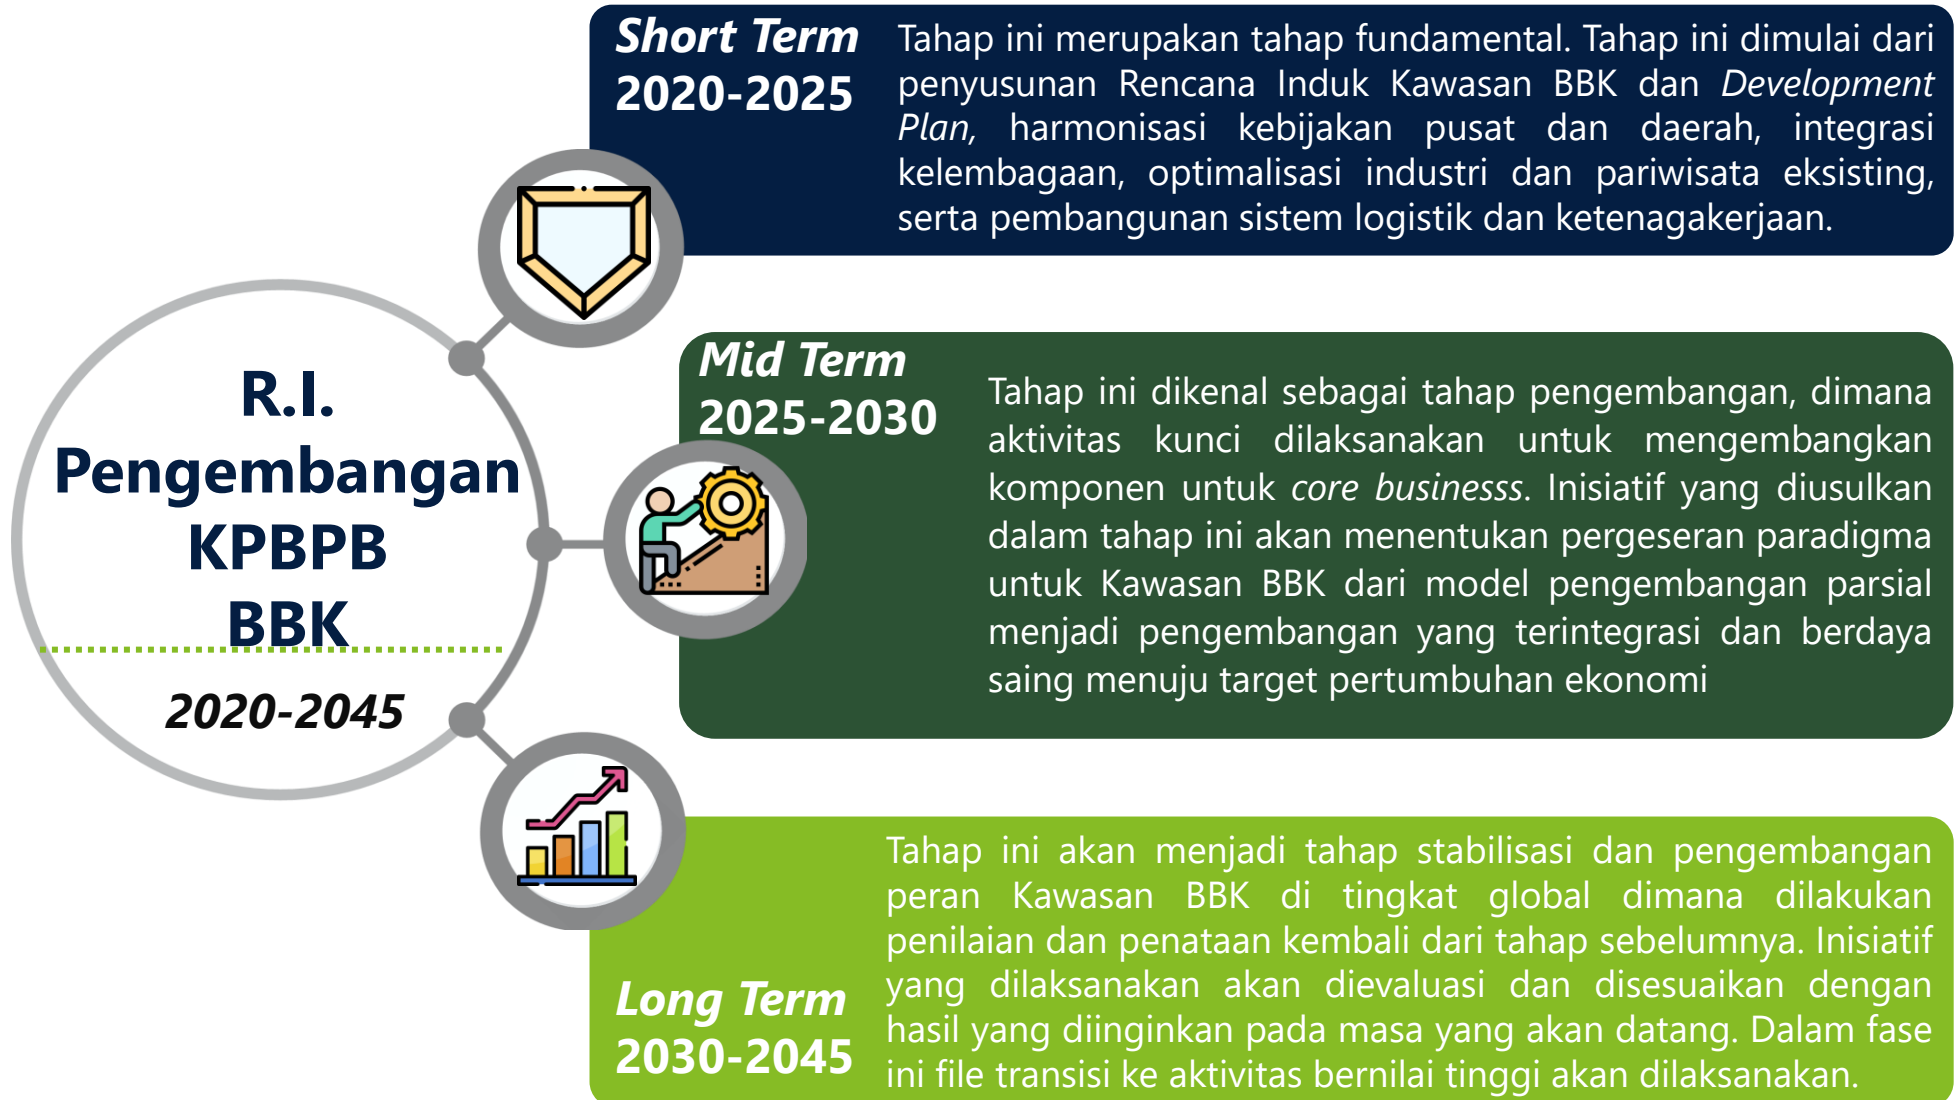 R.I.
Pengembangan
KPBPB
BBK
2020-2045
Short Term
2020-2025
Tahap ini merupakan tahap fundamental. Tahap ini dimulai dari
penyusunan Rencana Induk Kawasan BBK dan Development
Plan, harmonisasi kebijakan pusat dan daerah, integrasi
kelembagaan, optimalisasi industri dan pariwisata eksisting,
serta pembangunan sistem logistik dan ketenagakerjaan.
Mid Term
2025-2030
Tahap ini dikenal sebagai tahap pengembangan, dimana
aktivitas kunci dilaksanakan untuk mengembangkan
komponen untuk core businesss. Inisiatif yang diusulkan
dalam tahap ini akan menentukan pergeseran paradigma
untuk Kawasan BBK dari model pengembangan parsial
menjadi pengembangan yang terintegrasi dan berdaya
saing menuju target pertumbuhan ekonomi
Long Term
2030-2045
Tahap ini akan menjadi tahap stabilisasi dan pengembangan
peran Kawasan BBK di tingkat global dimana dilakukan
penilaian dan penataan kembali dari tahap sebelumnya. Inisiatif
yang dilaksanakan akan dievaluasi dan disesuaikan dengan
hasil yang diinginkan pada masa yang akan datang. Dalam fase
ini file transisi ke aktivitas bernilai tinggi akan dilaksanakan.